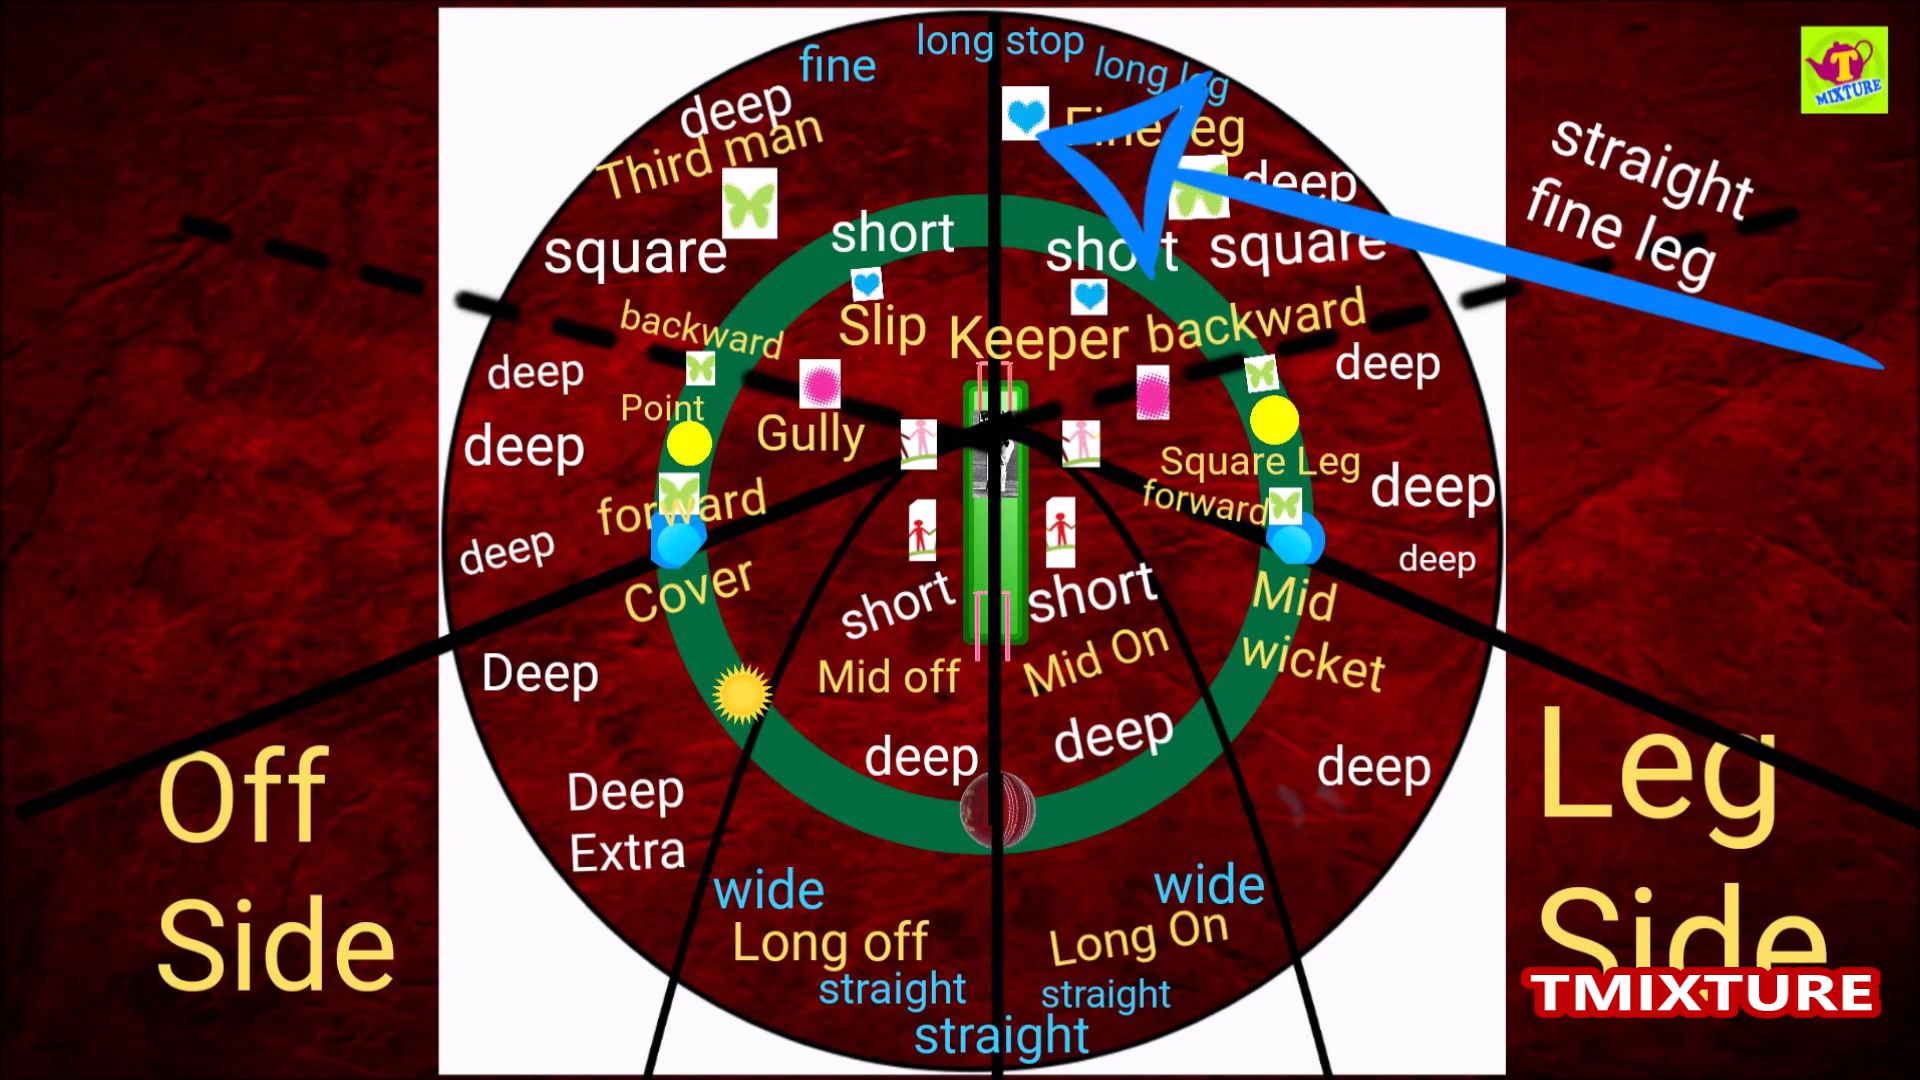 long stop
fine
long leg
T
MIXTURE
deep
Fine leg
Third man
straight
fine leg
deep
short
short
square
square
backward
Slip
Keeper
backward
deep
deep
Point
Gully
deep
Square Leg
deep
forward
forward
deep
deep
Cover
short
short
Mid
wicket
Mid off
Mid On
Deep
deep
deep
deep
Off
Side
Leg
Side
Deep
Extra
wide
wide
Long off
Long On
straight
straight
straight
TMIXTURE